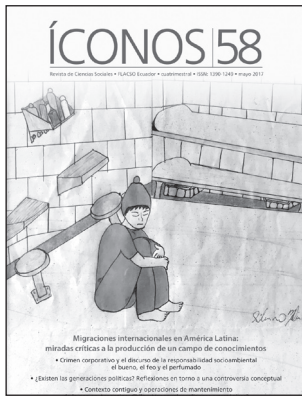 ÍCONOS 58
Revista de Ciencias Sociales • FLACSO Ecuador • cuatrimestral • ISSN: 1390-1249 • mayo 2017
Migraciones internacionales en América Latina:
miradas críticas a la producción de un campo de conocimientos
• Crimen corporativo y el discurso de la responsabilidad socioambiental
el bueno, el feo y el perfumado
• ¿Existen las generaciones políticas? Reflexiones en torno a una controversia conceptual
• Contexto contiguo y operaciones de mantenimiento